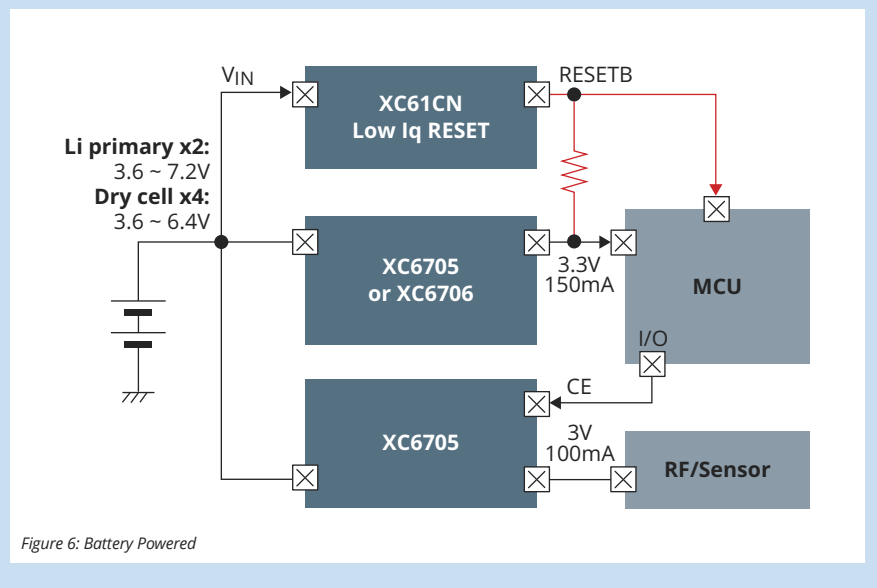 VIN
XC61CN
Low Iq RESET
RESETB
Li primary x2:
3.6 ~ 7.2V
Dry cell x4:
3.6 ~ 6.4V
XC6705
or XC6706
3.3V
150mA
MCU
I/O
CE
XC6705
3V
100mA
RF/Sensor
Figure 6: Battery Powered